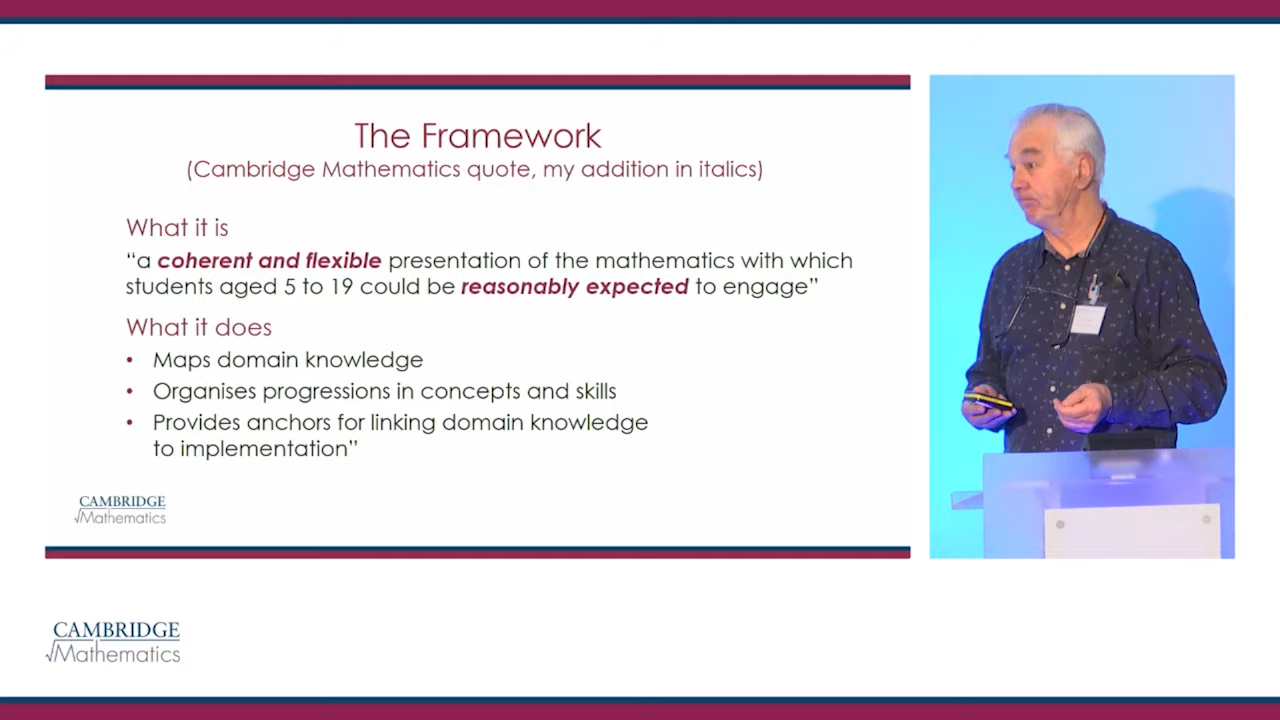 The Framework
(Cambridge Mathematics quote, my addition in italics)
What it is
“a coherent and flexible presentation of the mathematics with which
students aged 5 to 19 could be reasonably expected to engage”
What it does
• Maps domain knowledge
• Organises progressions in concepts and skills
• Provides anchors for linking domain knowledge
to implementation”
CAMBRIDGE
Mathematics
CAMBRIDGE
Mathematics